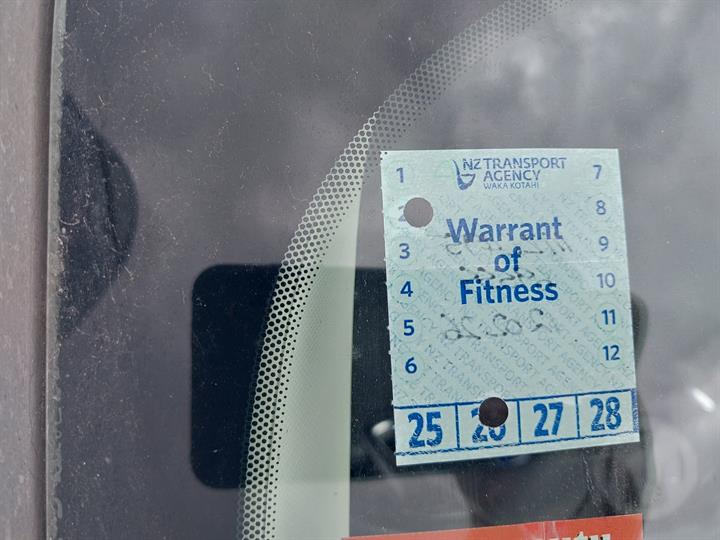 NZ TRANSPORT
AGENCY
WAKA KOTAHI
1 7
2 8
3 9
4 10
5 11
6 12
Warrant
of
Fitness
25 26 27 28